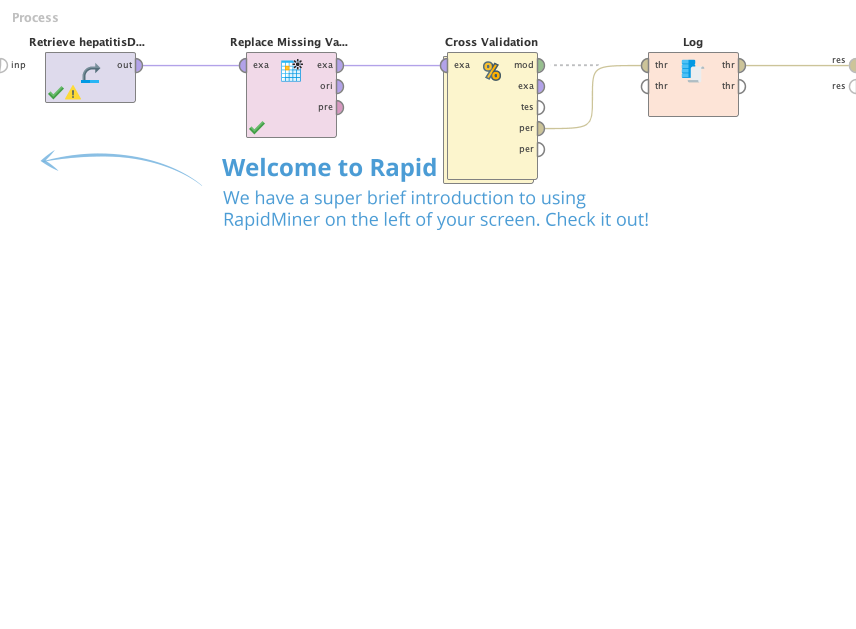 Process
Retrieve hepatitisD...
Replace Missing Va...
Cross Validation
Log
inp
out
exa
exa
ori
pre
exa
mod
exa
tes
per
per
thr
thr
thr
thr
res
res
Welcome to Rapid
We have a super brief introduction to using
RapidMiner on the left of your screen. Check it out!